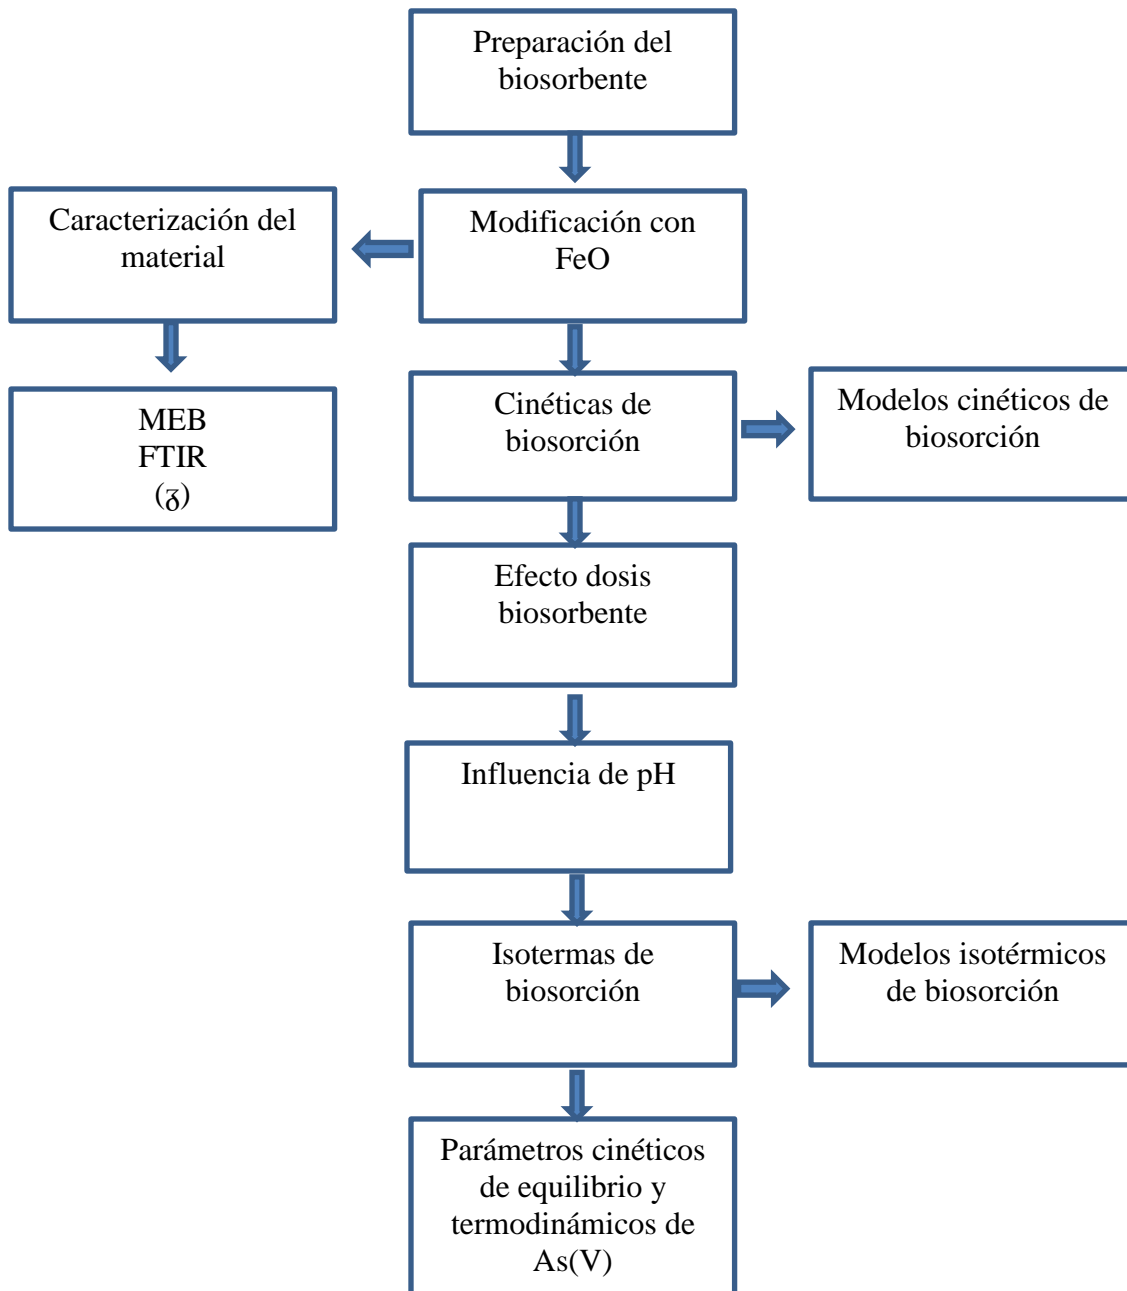 Preparación del
biosorbente
Caracterización del
material
Modificación con
FeO
MEB
FTIR
(ᵹ)
Cinéticas de
biosorción
Modelos cinéticos de
biosorción
Efecto dosis
biosorbente
Influencia de pH
Isotermas de
biosorción
Modelos isotérmicos
de biosorción
Parámetros cinéticos
de equilibrio y
termodinámicos de
As(V)